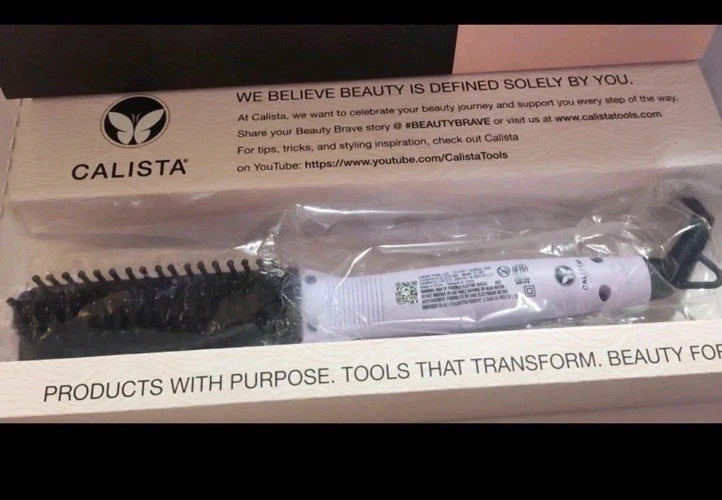 WE BELIEVE BEAUTY IS DEFINED SOLELY BY YOU.
At Calista, we want to celebrate your beauty journey and support you every step of the way.
Share your Beauty Brave story @ #BEAUTYBRAVE or visit us at www.calistatools.com
For tips, tricks, and styling inspiration, check out Calista
on YouTube: https://www.youtube.com/CalistaTools
CALISTA®
CALISTA
PRODUCTS WITH PURPOSE. TOOLS THAT TRANSFORM. BEAUTY FOR